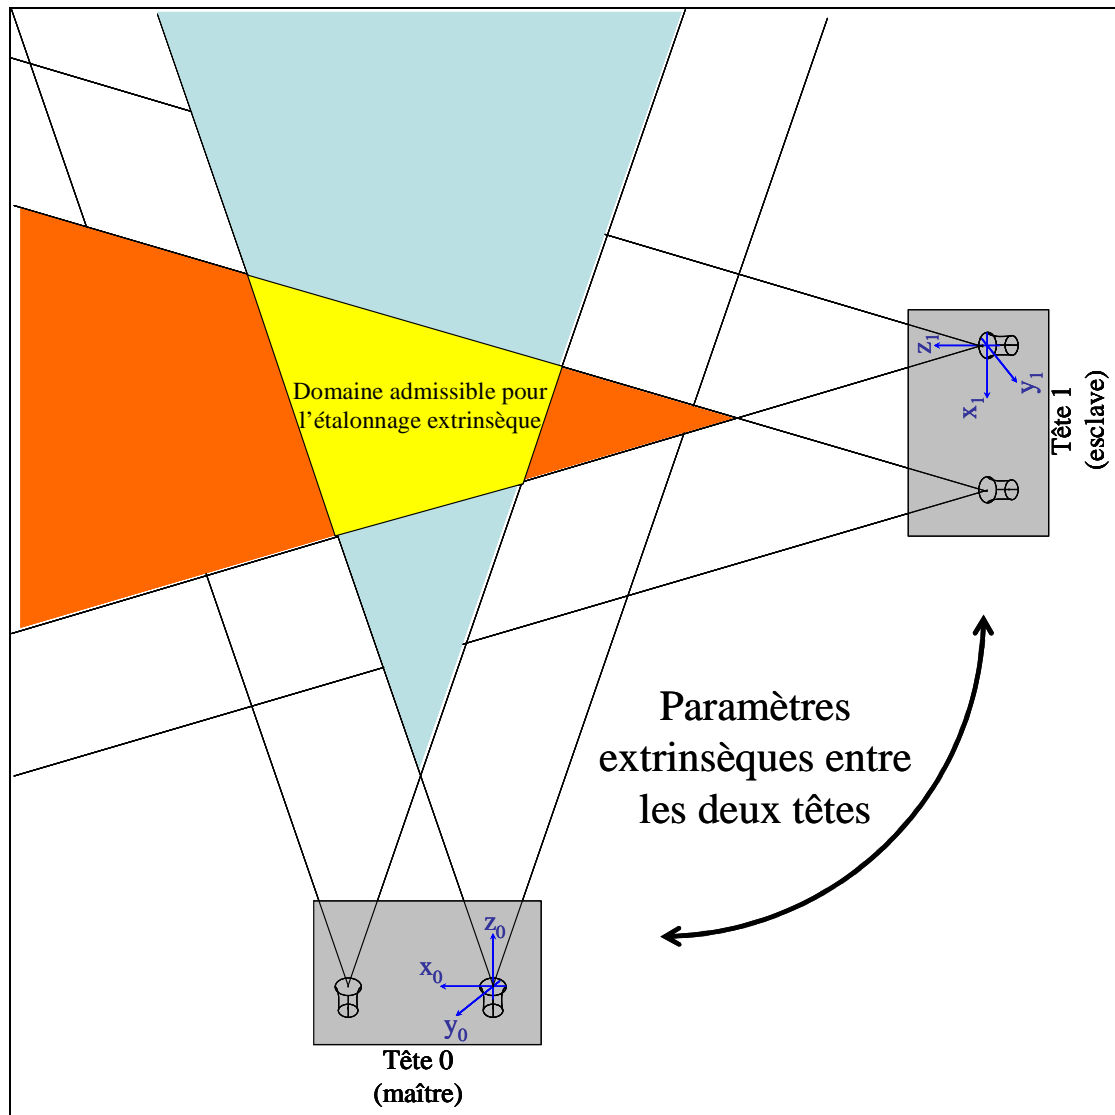 Domaine admissible pour
l’étalonnage extrinsèque
z1
x1
y1
Tête 1
(esclave)
Paramètres
extrinsèques entre
les deux têtes
z0
x0
y0
Tête 0
(maître)